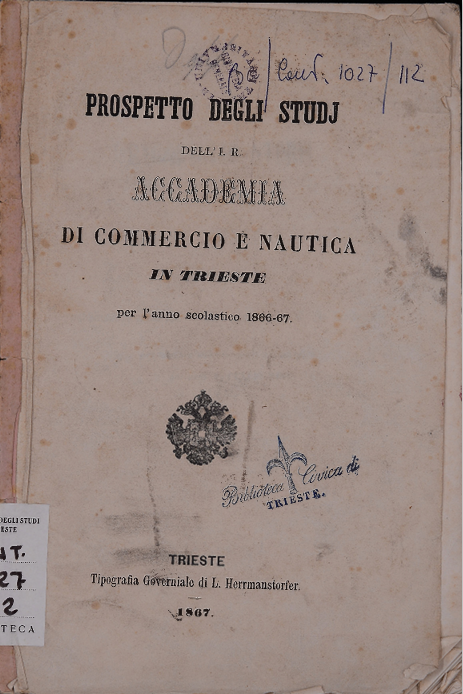 Conf. 1027 / 112
PROSPETTO DEGLI STUDJ
DELL' I. R.
ACCADEMIA
DI COMMERCIO E NAUTICA
IN TRIESTE
per l'anno scolastico 1866-67.
Biblioteca Civica di
TRIESTE.
DEGLI STUDI
ESTE
NT.
27
2
TECA
TRIESTE
Tipografia Governiale di L. Herrmanstorfer.
1867.